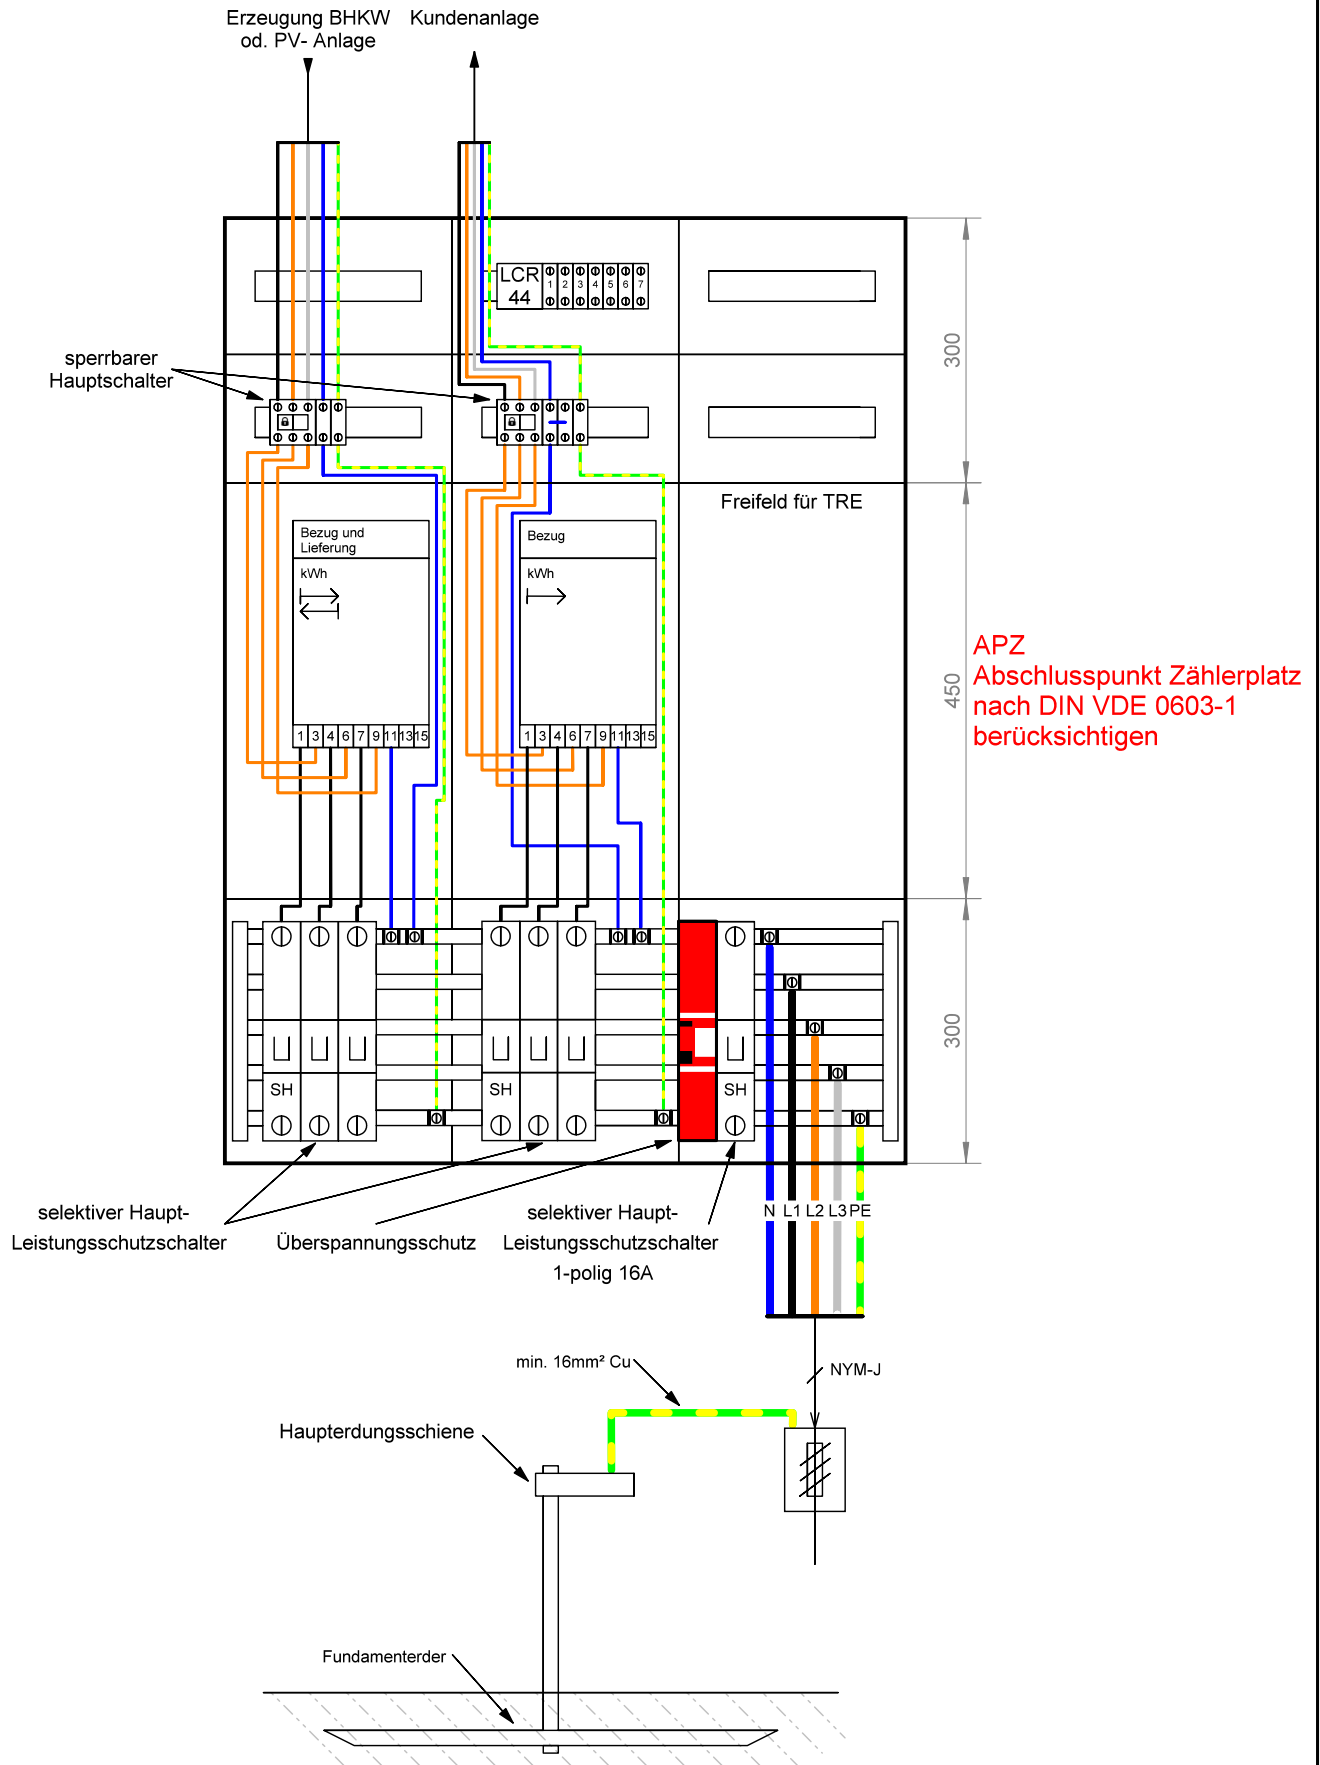 Erzeugung BHKW
od. PV- Anlage
Kundenanlage
LCR
44
1 2 3 4 5 6 7
300
sperrbarer
Hauptschalter
Freifeld für TRE
Bezug und
Lieferung
kWh
Bezug
kWh
APZ
Abschlusspunkt Zählerplatz
nach DIN VDE 0603-1
berücksichtigen
450
1 3 4 6 7 9 11 13 15
1 3 4 6 7 9 11 13 15
300
SH
SH
SH
selektiver Haupt-
Leistungsschutzschalter
Überspannungsschutz
selektiver Haupt-
Leistungsschutzschalter
1-polig 16A
N L1 L2 L3 PE
min. 16mm² Cu
NYM-J
Haupterdungsschiene
Fundamenterder